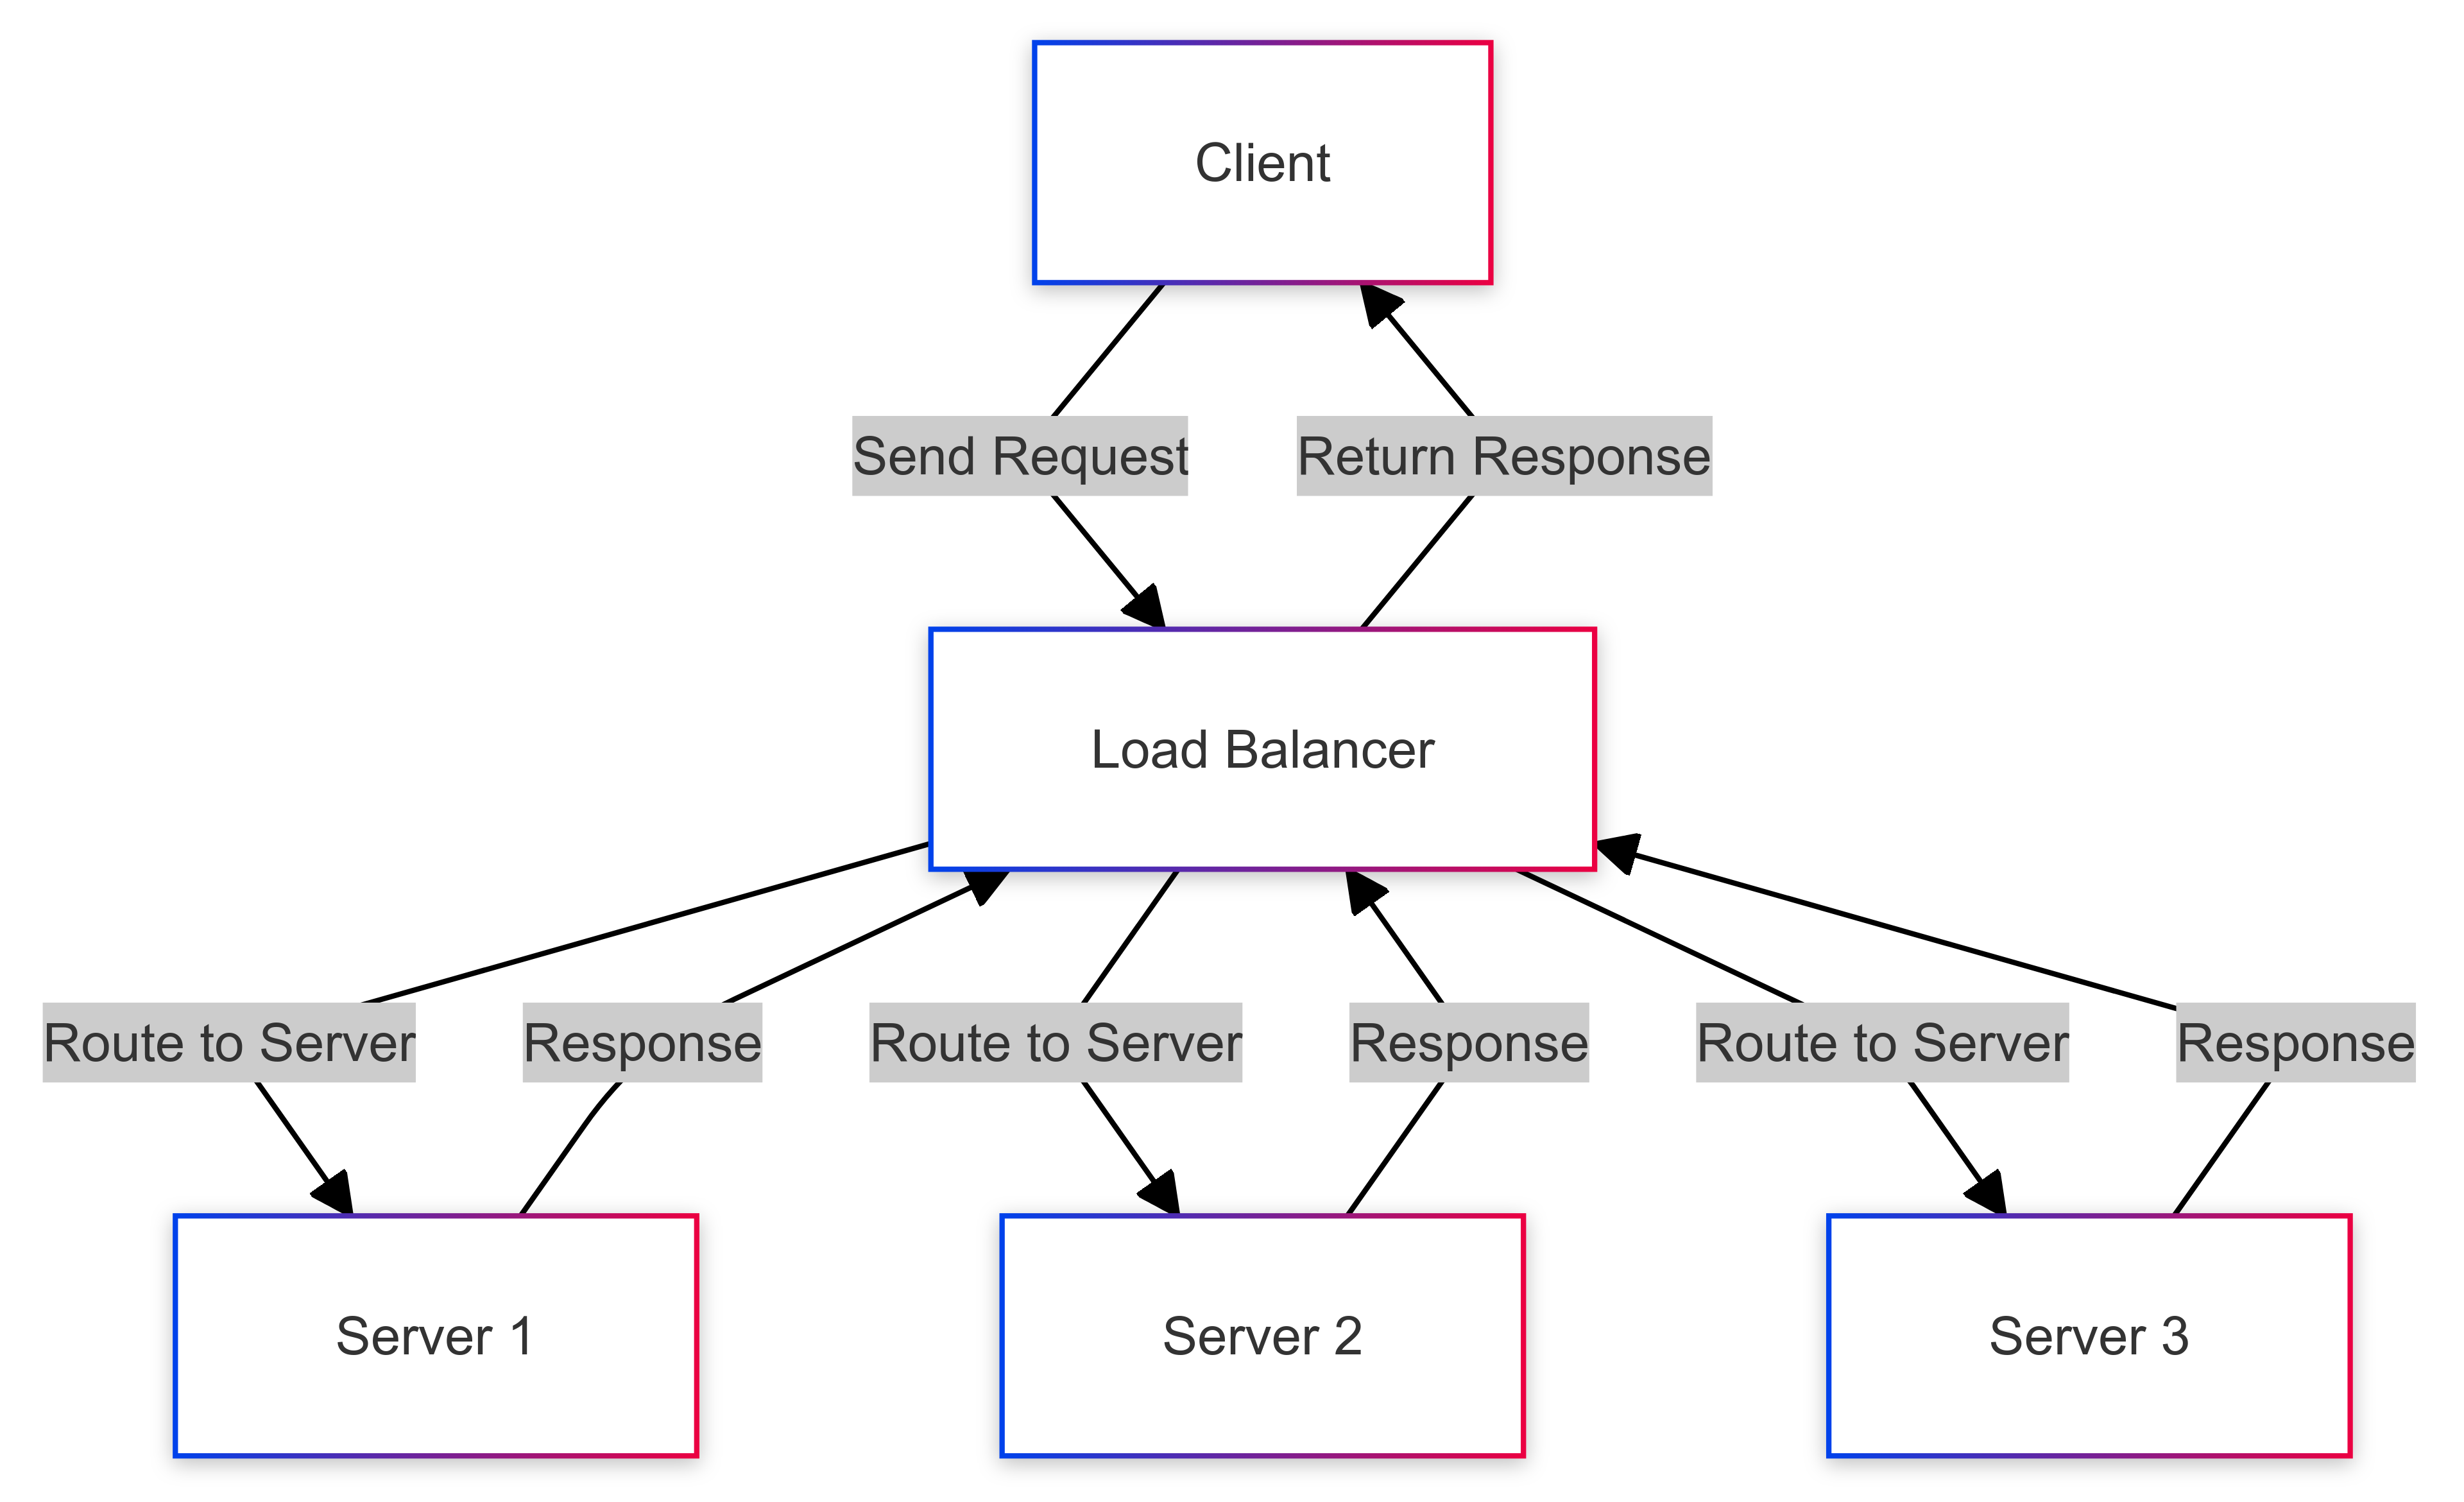 Client
Send Request
Return Response
Load Balancer
Route to Server
Response
Route to Server
Response
Route to Server
Response
Server 1
Server 2
Server 3